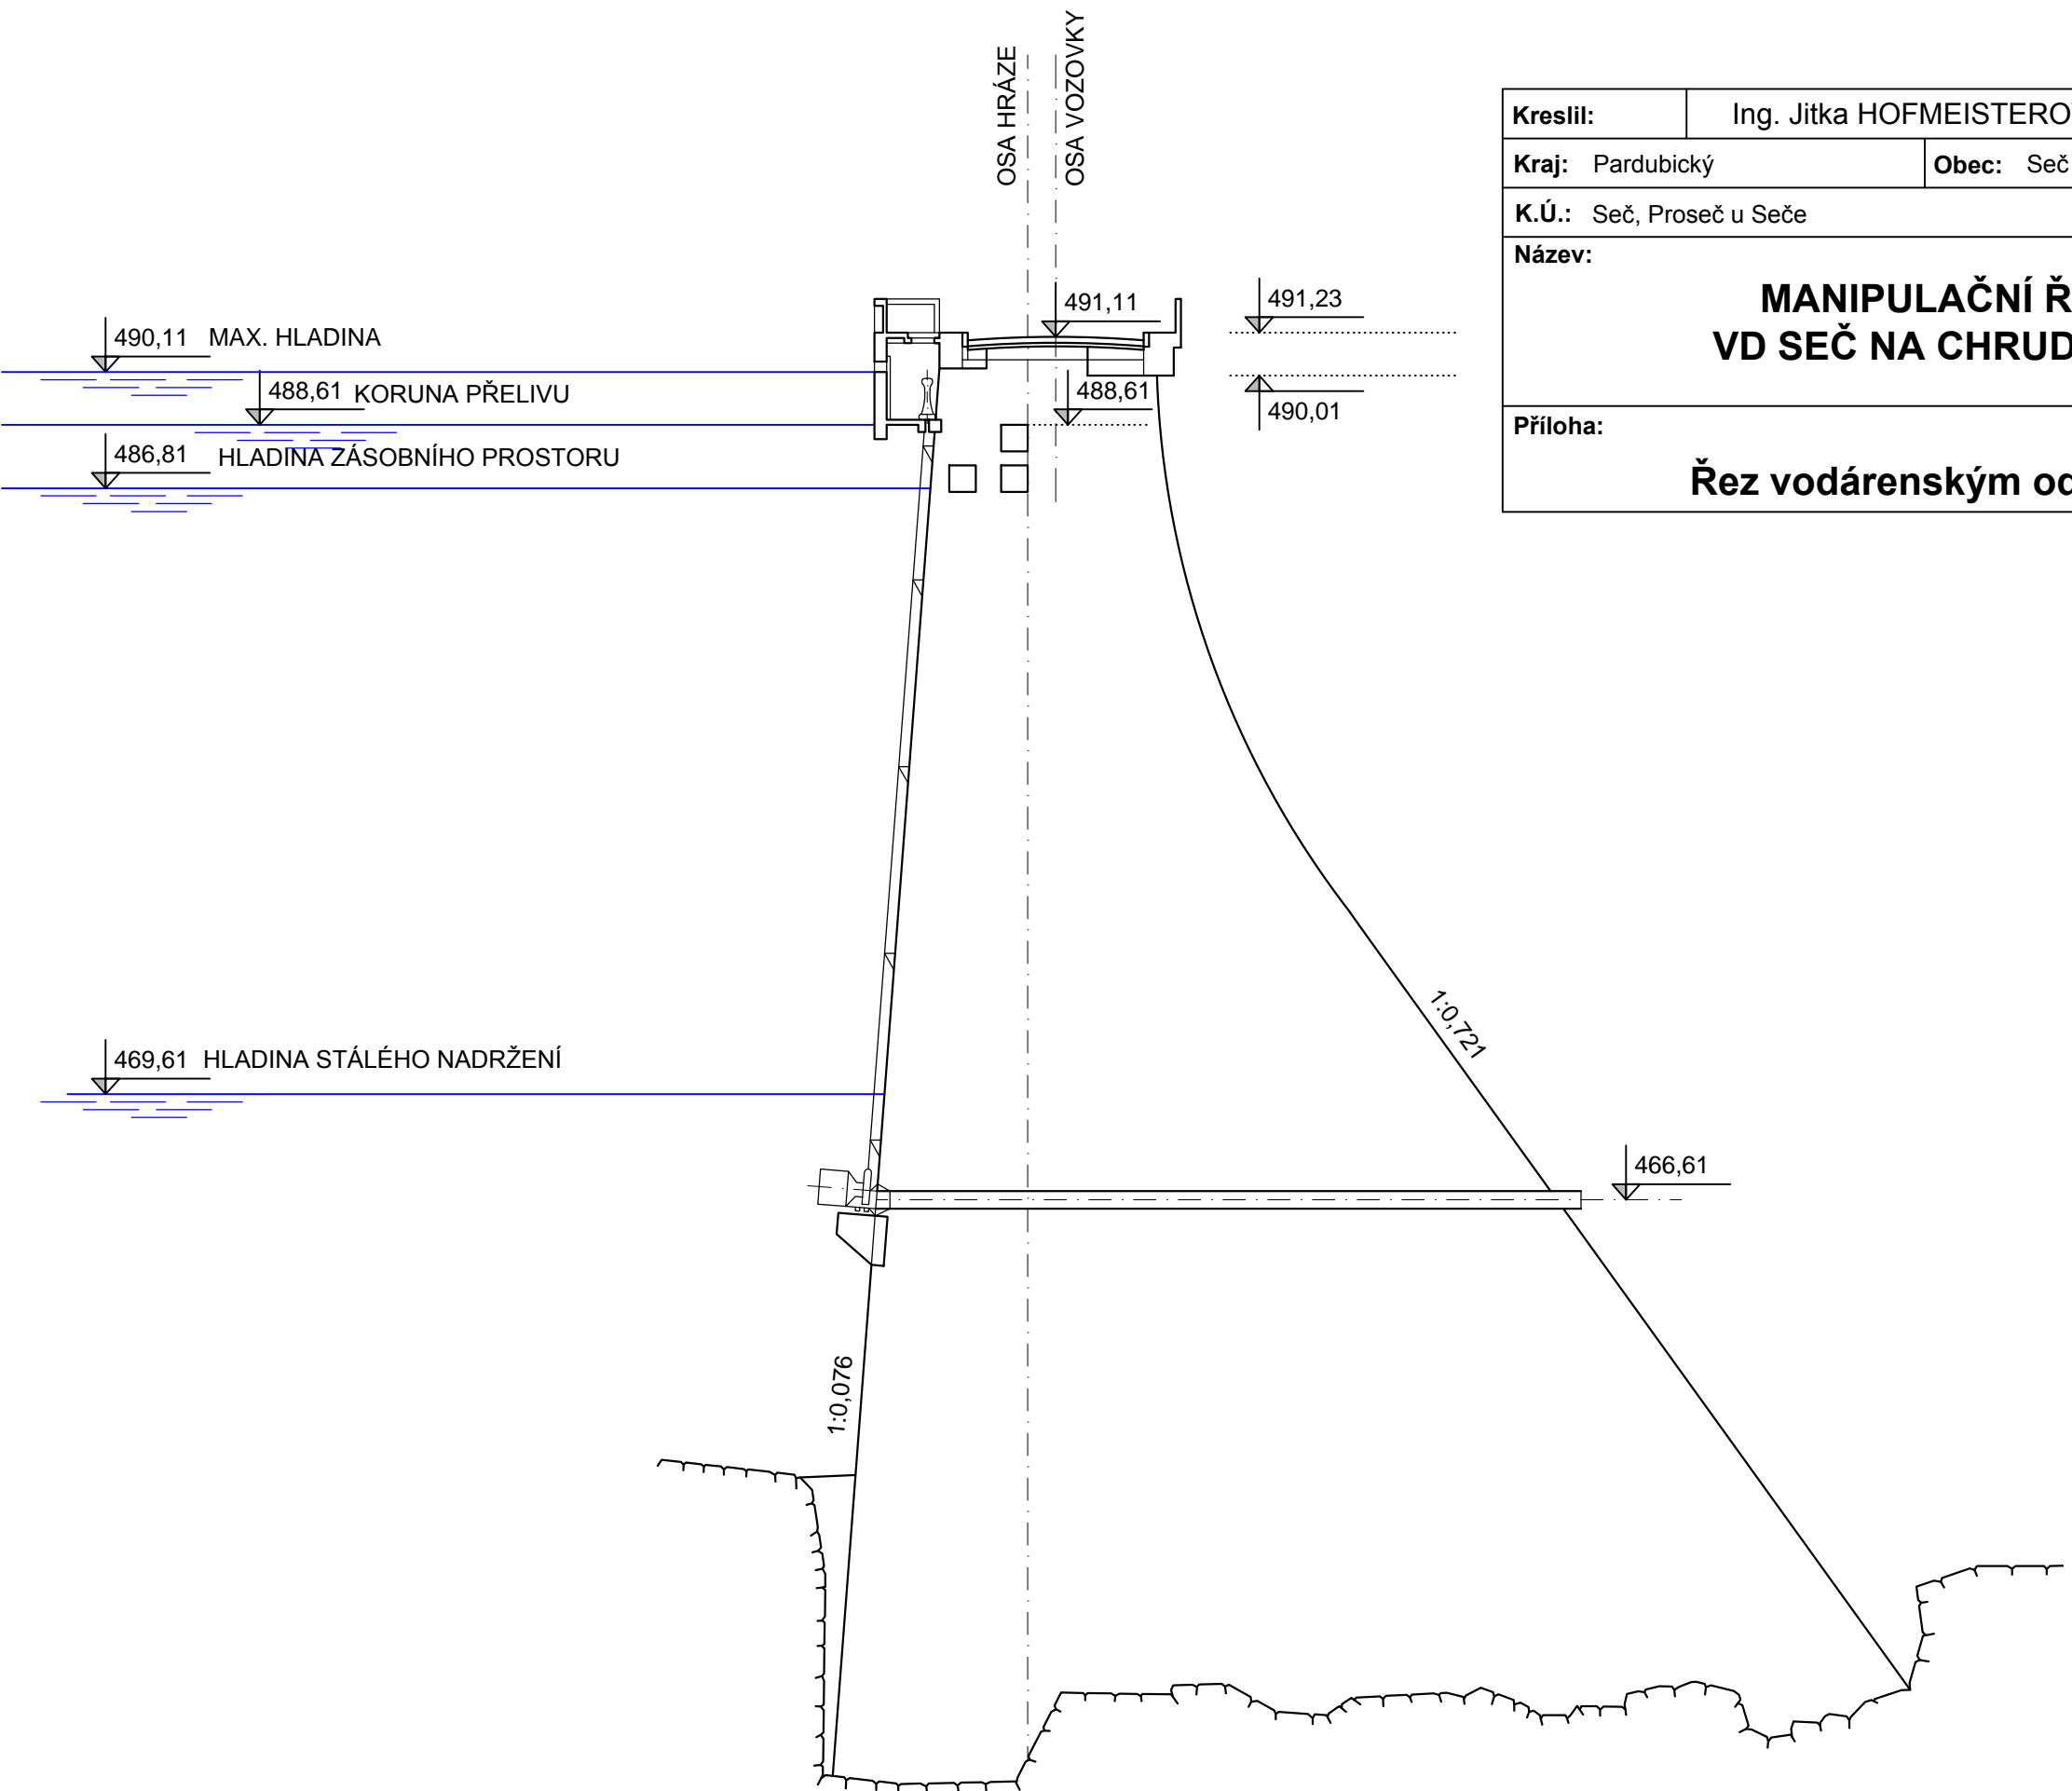 OSA HRÁZE
OSA VOZOVKY
Kreslil: Ing. Jitka HOFMEISTERO
Kraj: Pardubický Obec: Seč
K.Ú.: Seč, Proseč u Seče
Název:
MANIPULAČNÍ Ř
VD SEČ NA CHRUD
Příloha:
Řez vodárenským od
491,11
491,23
490,11 MAX. HLADINA
488,61 KORUNA PŘELIVU
488,61
490,01
486,81 HLADINA ZÁSOBNÍHO PROSTORU
1:0,721
469,61 HLADINA STÁLÉHO NADRŽENÍ
466,61
1:0,076